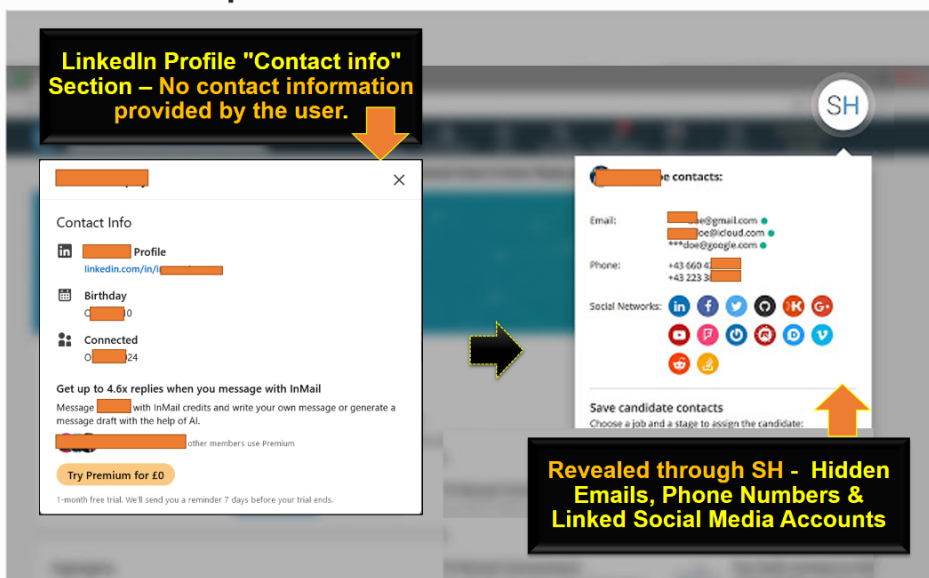 LinkedIn Profile "Contact info"
Section – No contact information
provided by the user.
SH
Contact Info
Profile
linkedin.com/in/i
Birthday
O 10
Connected
O 24
Get up to 4.6x replies when you message with InMail
Message with InMail credits and write your own message or generate a
message draft with the help of AI.
other members use Premium
Try Premium for £0
1-month free trial. We'll send you a reminder 7 days before your trial ends.
e contacts:
Email:
e@gmail.com
oe@icloud.com
***doe@google.com
Phone:
+43 660 4
+43 223 3
Social Networks:
in f K G+
Save candidate contacts
Choose a job and a stage to assign the candidate:
Revealed through SH - Hidden
Emails, Phone Numbers &
Linked Social Media Accounts